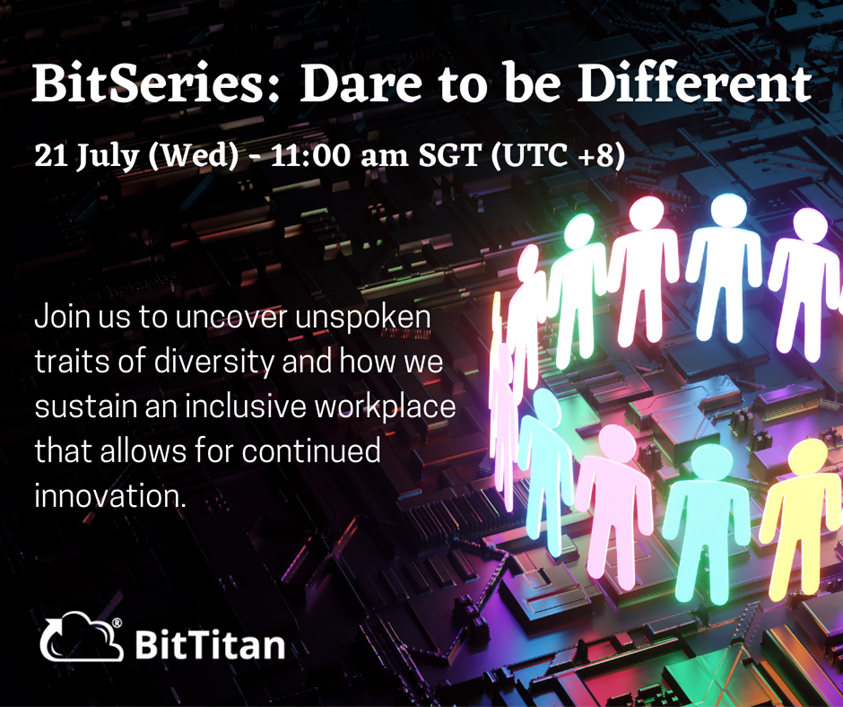 BitSeries: Dare to be Different
21 July (Wed) - 11:00 am SGT (UTC +8)
Join us to uncover unspoken
traits of diversity and how we
sustain an inclusive workplace
that allows for continued
innovation.
® BitTitan